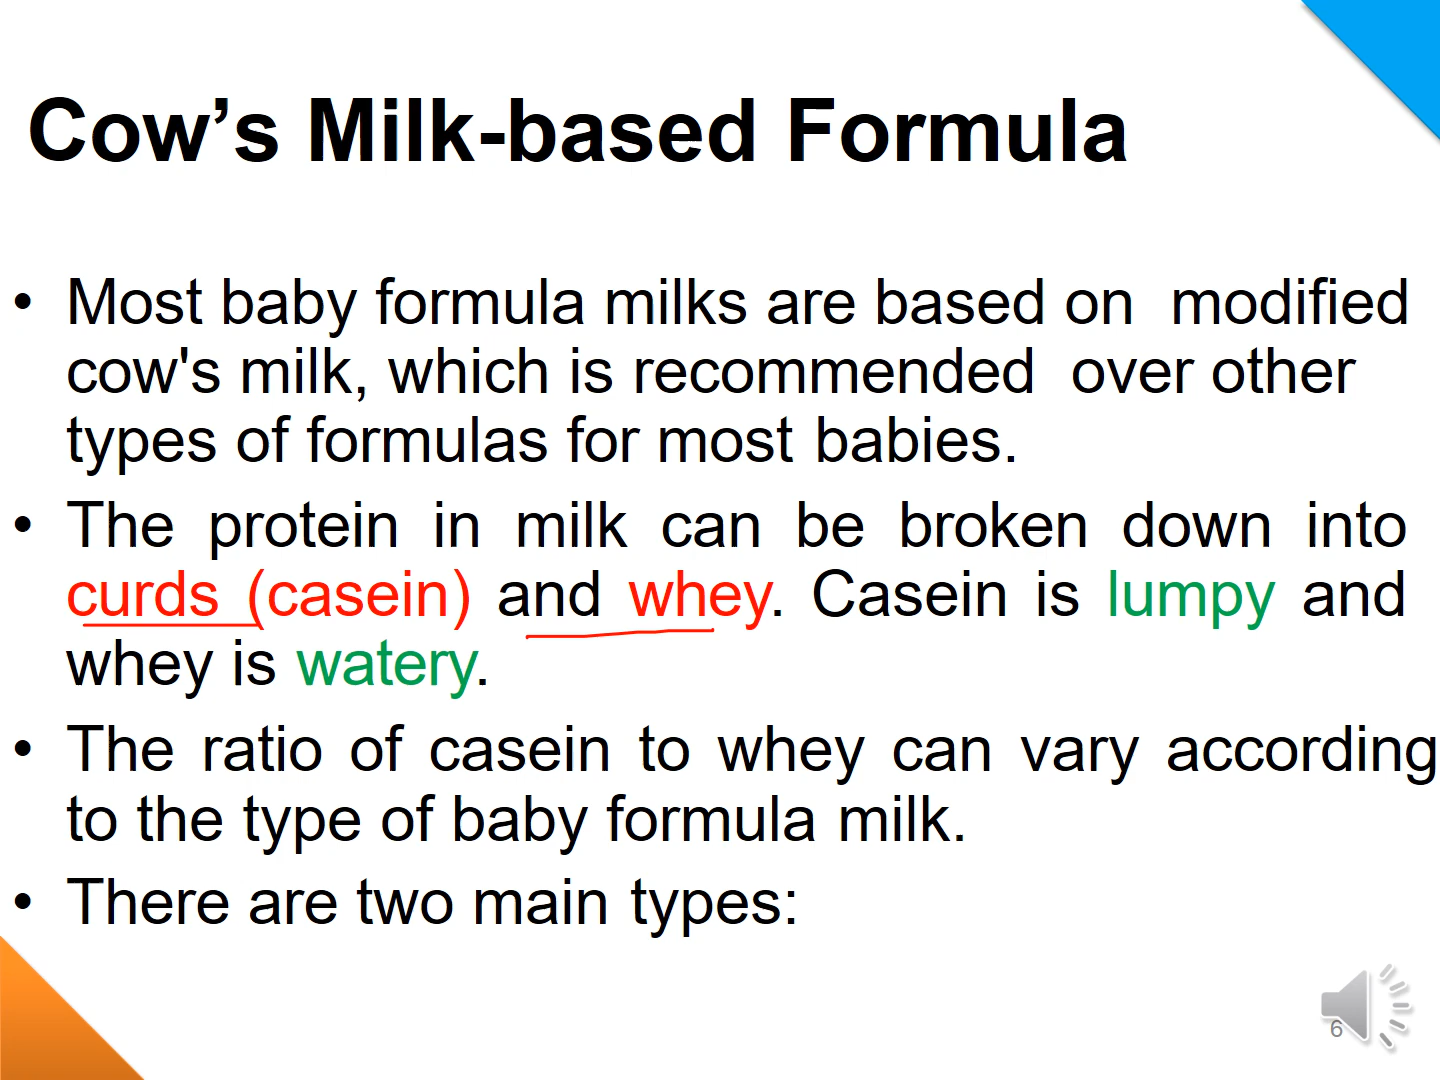 Cow’s Milk-based Formula
• Most baby formula milks are based on modified
cow's milk, which is recommended over other
types of formulas for most babies.
• The protein in milk can be broken down into
curds (casein) and whey. Casein is lumpy and
whey is watery.
• The ratio of casein to whey can vary according
to the type of baby formula milk.
• There are two main types:
6